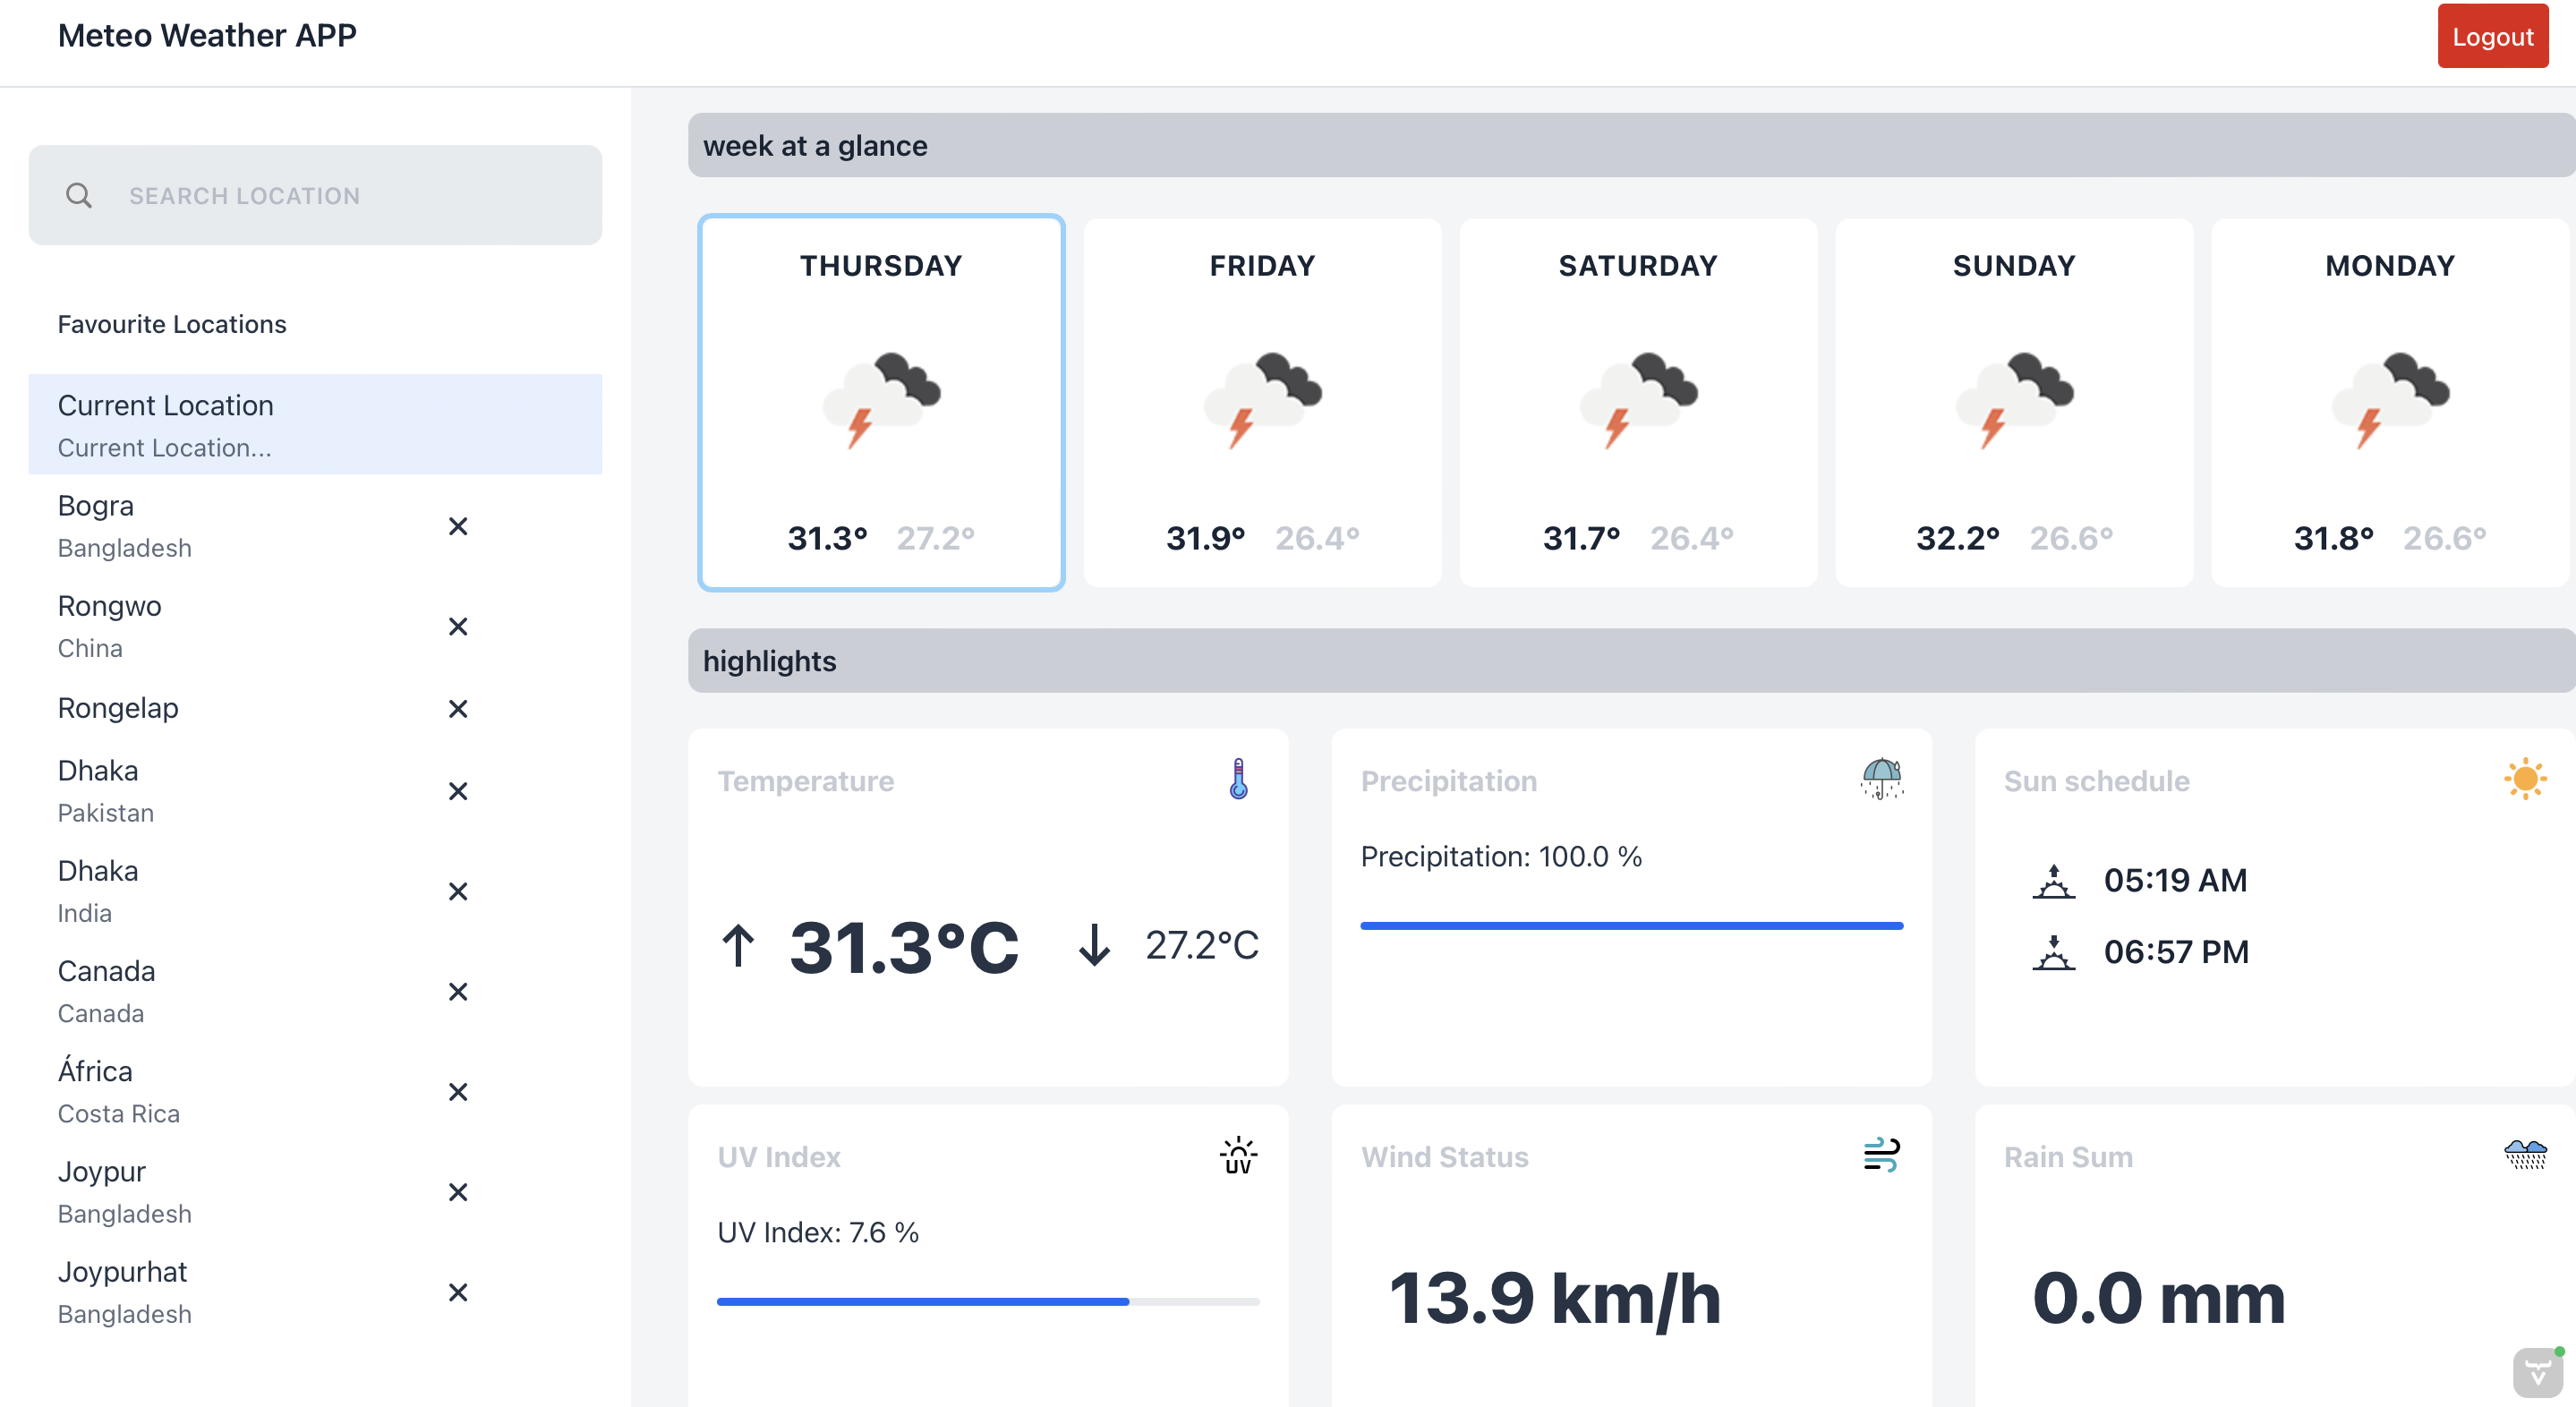 Meteo Weather APP
Logout
SEARCH LOCATION
Favourite Locations
Current Location
Current Location...
Bogra
Bangladesh
Rongwo
China
Rongelap
Dhaka
Pakistan
Dhaka
India
Canada
Canada
África
Costa Rica
Joypur
Bangladesh
Joypurhat
Bangladesh
week at a glance
THURSDAY
31.3° 27.2°
FRIDAY
31.9° 26.4°
SATURDAY
31.7° 26.4°
SUNDAY
32.2° 26.6°
MONDAY
31.8° 26.6°
highlights
Temperature
↑ 31.3°C ↓ 27.2°C
Precipitation
Precipitation: 100.0 %
Sun schedule
05:19 AM
06:57 PM
UV Index
UV
UV Index: 7.6 %
Wind Status
13.9 km/h
Rain Sum
0.0 mm